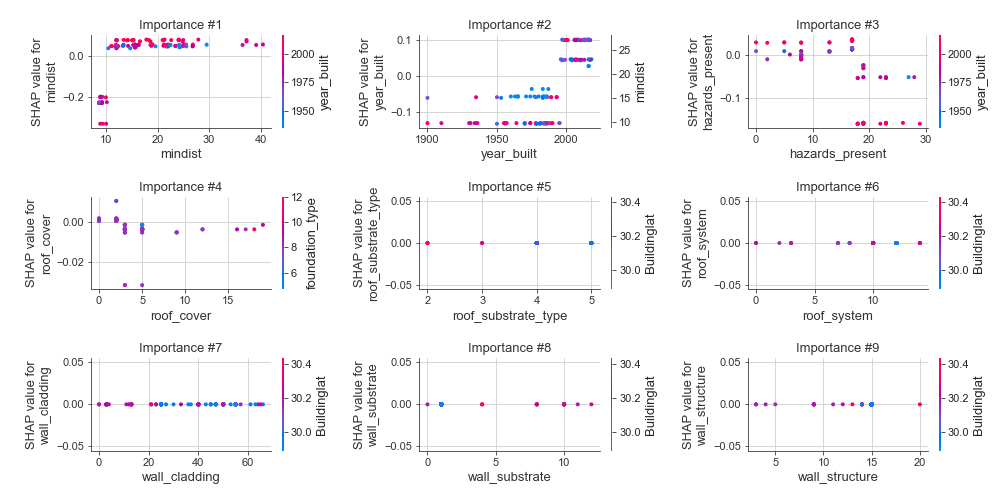 Importance #1
SHAP value for
mindist
0.0
−0.2
10
20
30
40
mindist
2000
1975
1950
year_built
Importance #2
SHAP value for
year_built
0.1
0.0
−0.1
1900
1950
2000
year_built
25
20
15
10
mindist
Importance #3
SHAP value for
hazards_present
0.0
−0.1
0
10
20
30
hazards_present
2000
1975
1950
year_built
Importance #4
SHAP value for
roof_cover
0.00
−0.02
0
5
10
15
roof_cover
12
10
8
6
foundation_type
Importance #5
SHAP value for
roof_substrate_type
0.05
0.00
−0.05
2
3
4
5
roof_substrate_type
30.4
30.2
30.0
Buildinglat
Importance #6
SHAP value for
roof_system
0.05
0.00
−0.05
0
5
10
roof_system
30.4
30.2
30.0
Buildinglat
Importance #7
SHAP value for
wall_cladding
0.05
0.00
−0.05
0
20
40
60
wall_cladding
30.4
30.2
30.0
Buildinglat
Importance #8
SHAP value for
wall_substrate
0.05
0.00
−0.05
0
5
10
wall_substrate
30.4
30.2
30.0
Buildinglat
Importance #9
SHAP value for
wall_structure
0.05
0.00
−0.05
5
10
15
20
wall_structure
30.4
30.2
30.0
Buildinglat